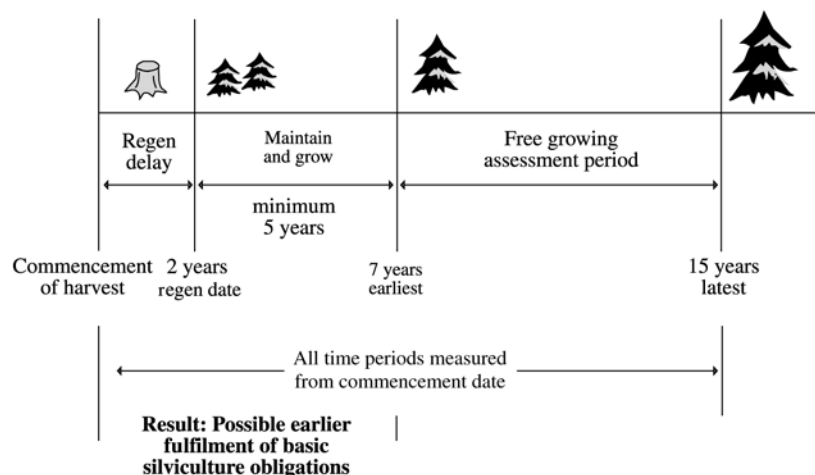 Regen
delay
Maintain
and grow
Free growing
assessment period
minimum
5 years
Commencement
of harvest
2 years
regen date
7 years
earliest
15 years
latest
All time periods measured
from commencement date
Result: Possible earlier
fulfilment of basic
silviculture obligations